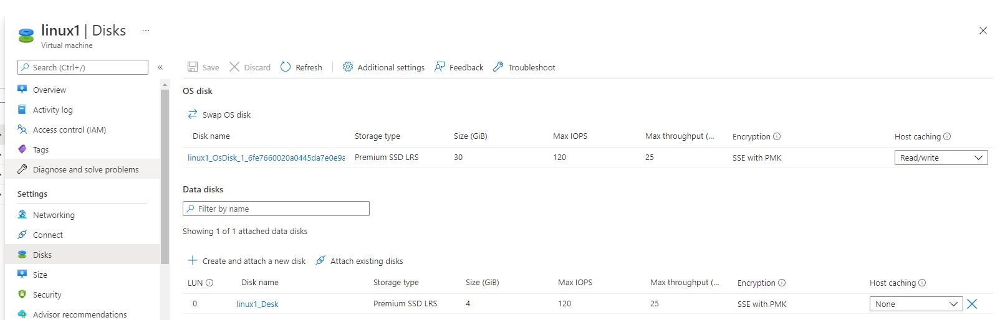 linux1 | Disks ...
Virtual machine
Search (Ctrl+/) «
Overview
Activity log
Access control (IAM)
Tags
Diagnose and solve problems
Settings
Networking
Connect
Disks
Size
Security
Advisor recommendations
Save Discard Refresh Additional settings Feedback Troubleshoot
OS disk
Swap OS disk
Disk name Storage type Size (GiB) Max IOPS Max throughput (... Encryption Host caching
linux1_OsDisk_1_6fe7660020a0445da7e0e9a Premium SSD LRS 30 120 25 SSE with PMK Read/write
Data disks
Filter by name
Showing 1 of 1 attached data disks
Create and attach a new disk Attach existing disks
LUN Disk name Storage type Size (GiB) Max IOPS Max throughput (... Encryption Host caching
0 linux1_Desk Premium SSD LRS 4 120 25 SSE with PMK None